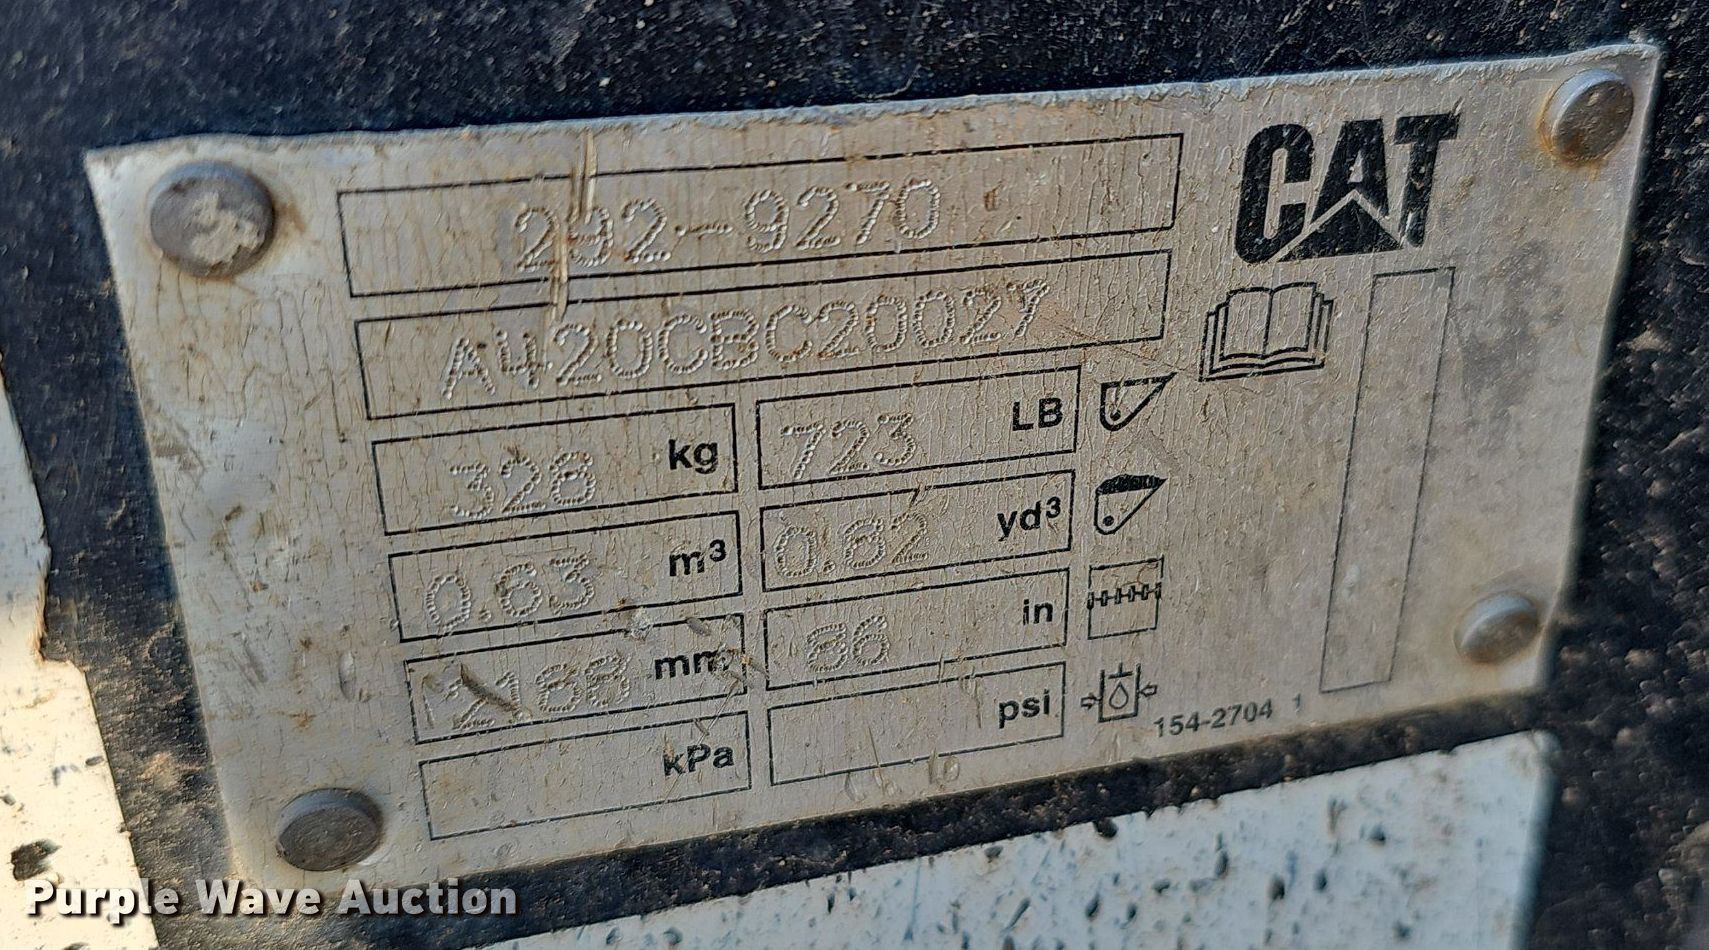 292-9270
CAT
A420CBC20027
328 kg 723 LB
0.63 m³ 0.82 yd³
2188 mm 86 in
kPa psi
154-2704 1
Purple Wave Auction